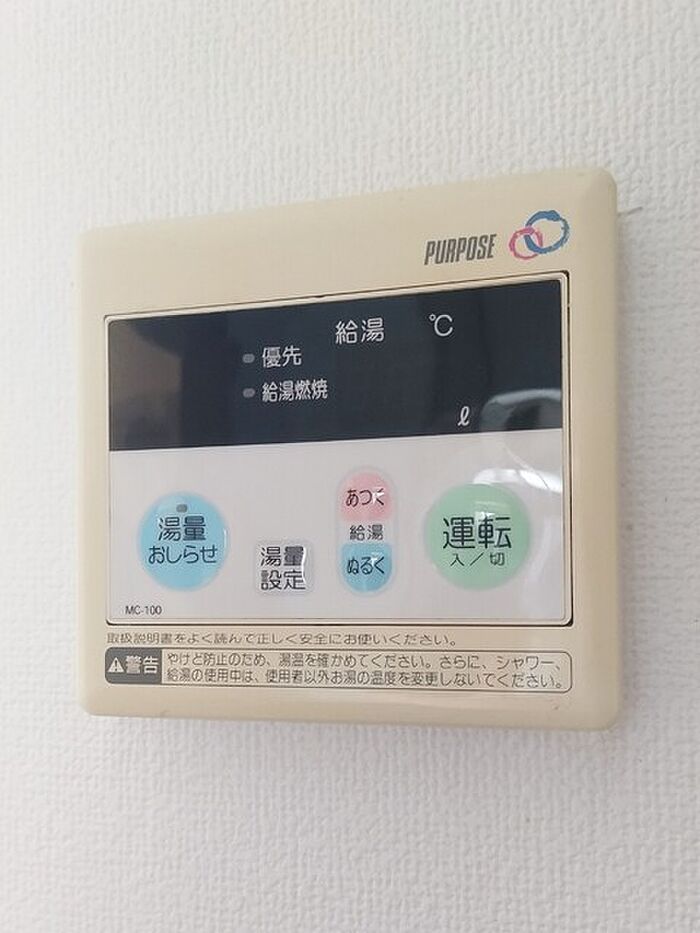 PURPOSE
給湯 ℃
優先
給湯燃焼
ℓ
湯量
おしらせ
湯量
設定
あつく
給湯
ぬるく
運転
入/切
MC-100
取扱説明書をよく読んで正しく安全にお使いください。
警告
やけど防止のため、湯温を確かめてください。さらに、シャワー、
給湯の使用中は、使用者以外お湯の温度を変更しないでください。